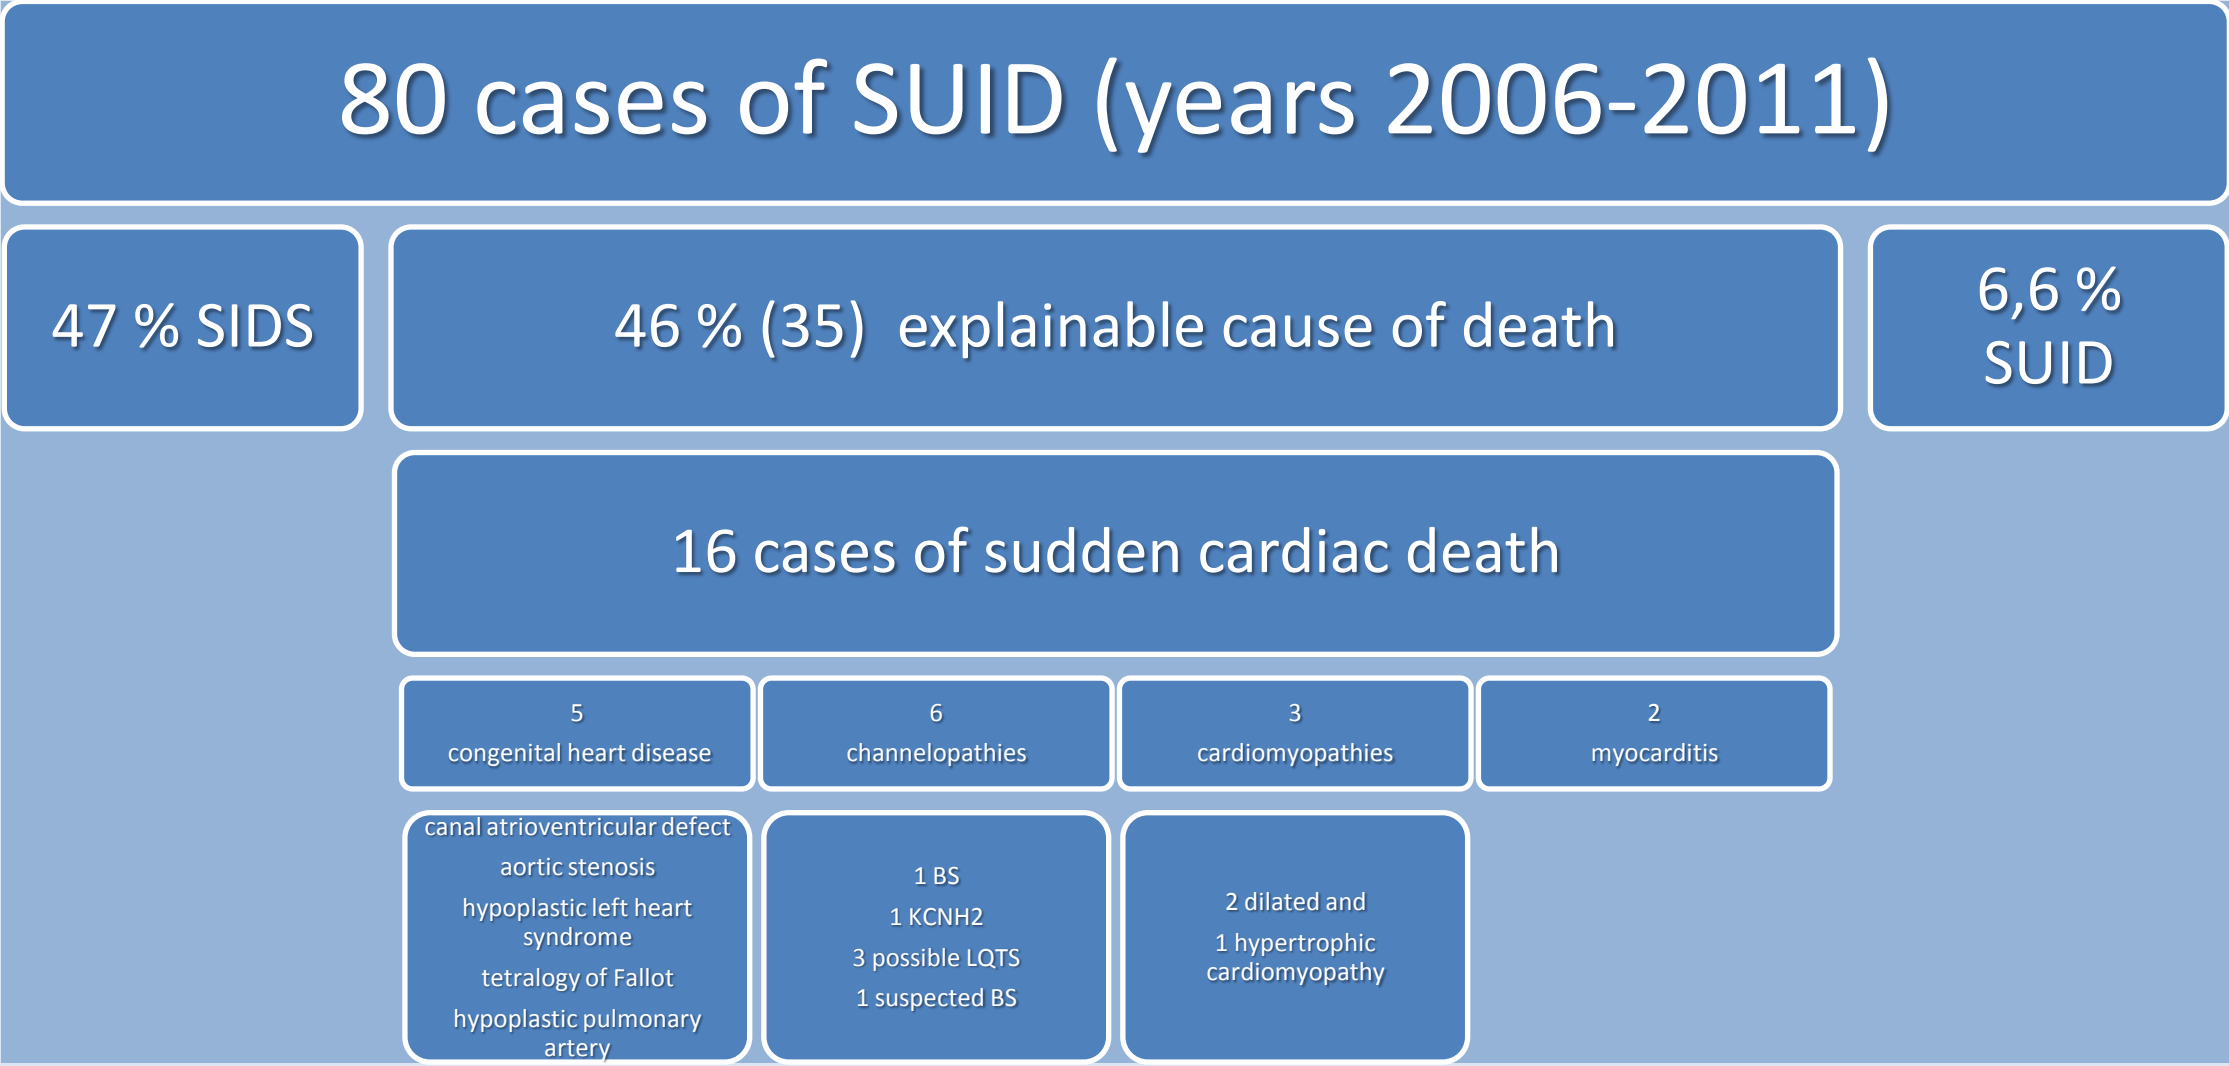 80 cases of SUID (years 2006-2011)
47 % SIDS
46 % (35) explainable cause of death
6,6 %
SUID
16 cases of sudden cardiac death
5
congenital heart disease
6
channelopathies
3
cardiomyopathies
2
myocarditis
canal atrioventricular defect
aortic stenosis
hypoplastic left heart
syndrome
tetralogy of Fallot
hypoplastic pulmonary
artery
1 BS
1 KCNH2
3 possible LQTS
1 suspected BS
2 dilated and
1 hypertrophic
cardiomyopathy